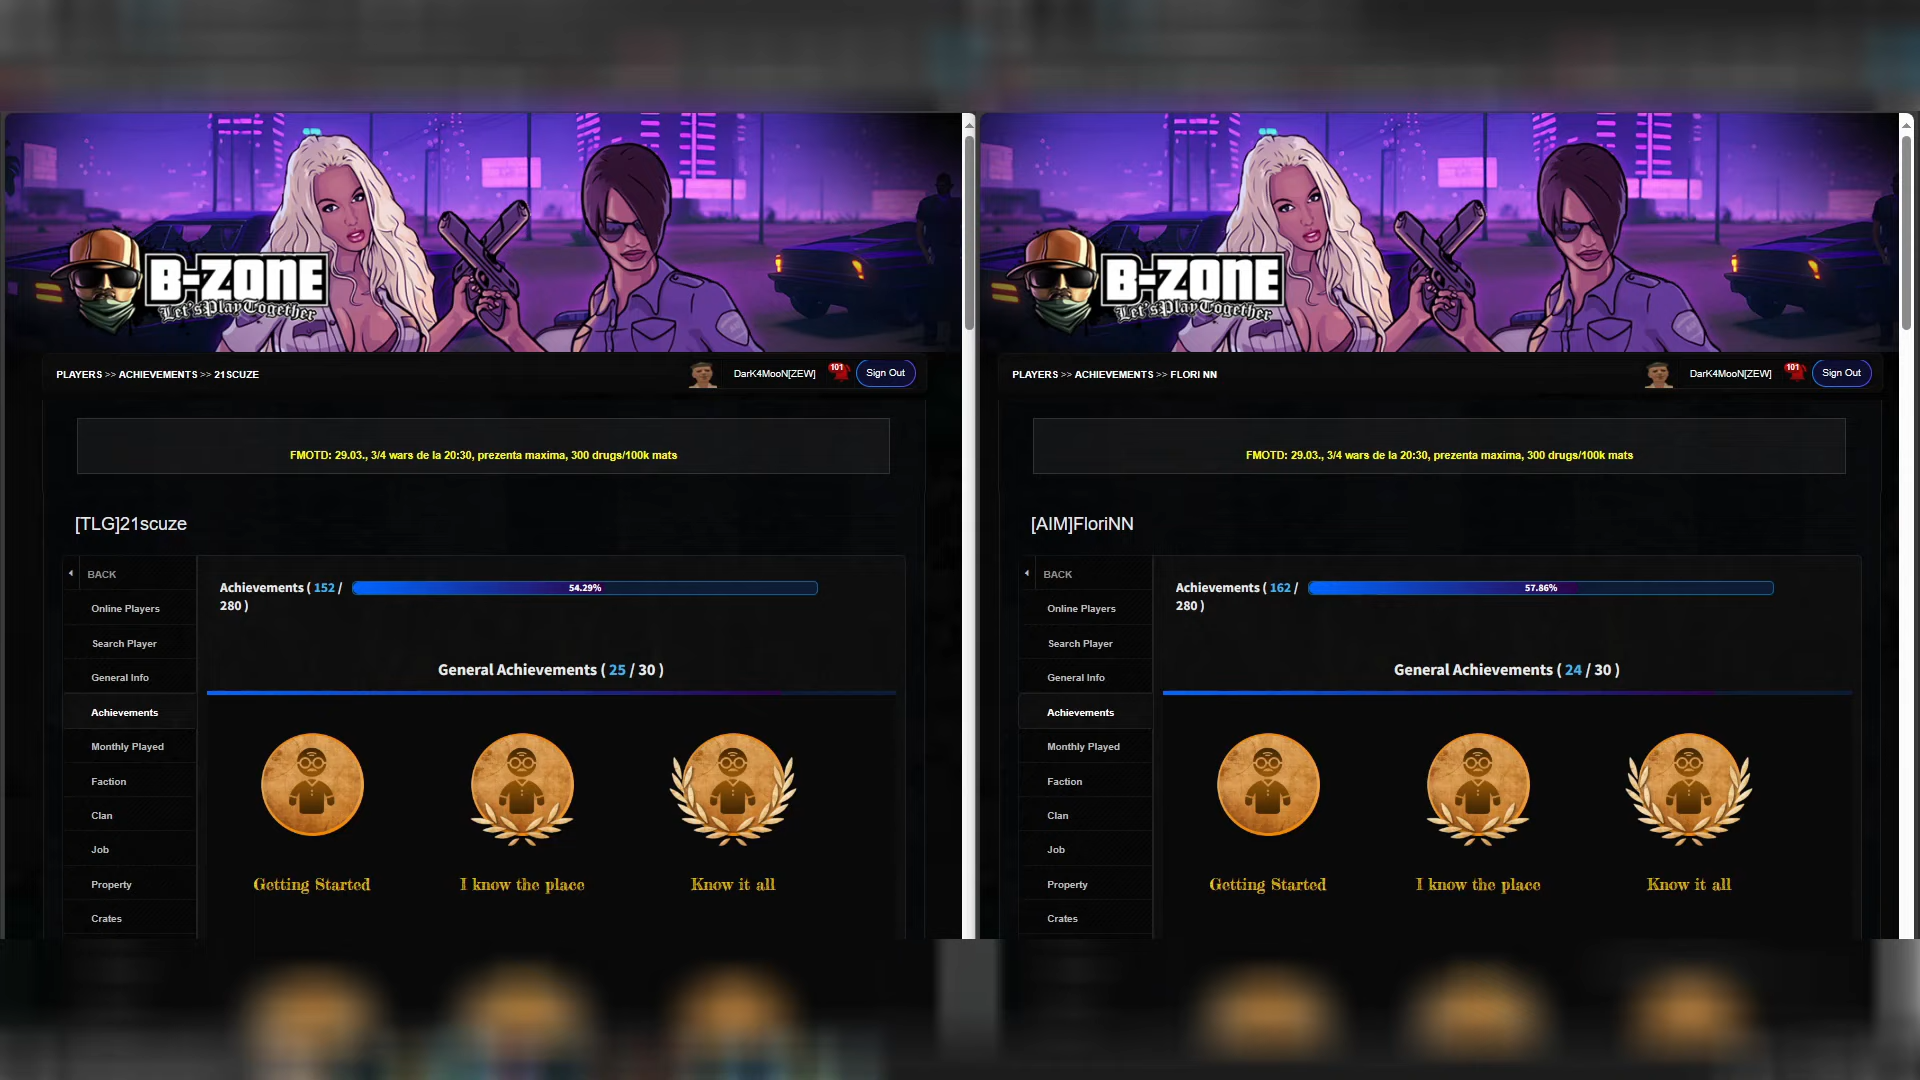 B-ZONE
Let'sPlayTogether
PLAYERS >> ACHIEVEMENTS >> 21SCUZE
DarK4MooN[ZEW]
101
Sign Out
FMOTD: 29.03., 3/4 wars de la 20:30, prezenta maxima, 300 drugs/100k mats
[TLG]21scuze
BACK
Online Players
Search Player
General Info
Achievements
Monthly Played
Faction
Clan
Job
Property
Crates
Achievements ( 152 /
280 )
54.29%
General Achievements ( 25 / 30 )
Getting Started
I know the place
Know it all
B-ZONE
Let'sPlayTogether
PLAYERS >> ACHIEVEMENTS >> FLORI NN
DarK4MooN[ZEW]
101
Sign Out
FMOTD: 29.03., 3/4 wars de la 20:30, prezenta maxima, 300 drugs/100k mats
[AIM]FloriNN
BACK
Online Players
Search Player
General Info
Achievements
Monthly Played
Faction
Clan
Job
Property
Crates
Achievements ( 162 /
280 )
57.86%
General Achievements ( 24 / 30 )
Getting Started
I know the place
Know it all